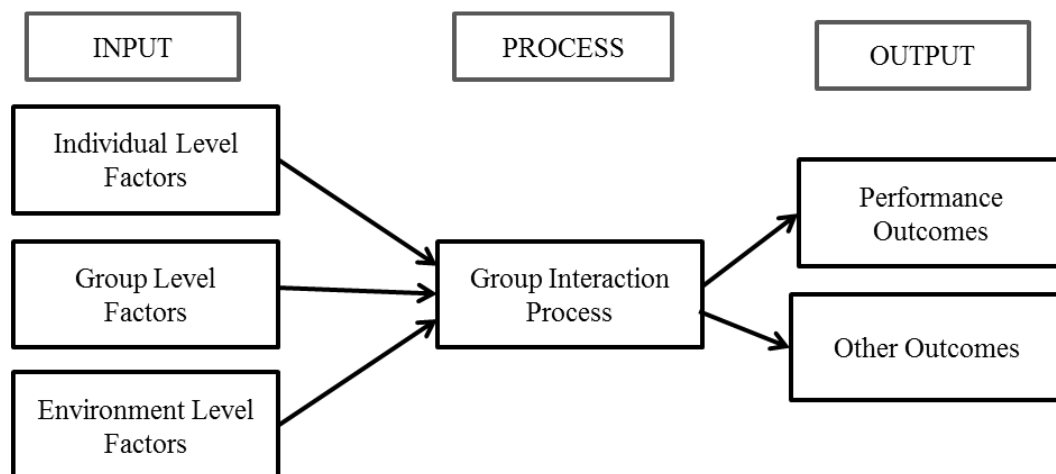 INPUT
PROCESS
OUTPUT
Individual Level
Factors
Group Level
Factors
Environment Level
Factors
Group Interaction
Process
Performance
Outcomes
Other Outcomes